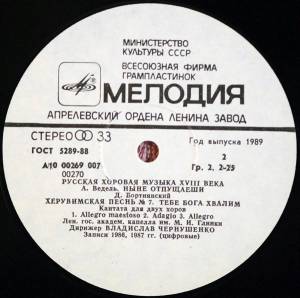 МИНИСТЕРСТВО
КУЛЬТУРЫ СССР
ВСЕСОЮЗНАЯ ФИРМА
ГРАМПЛАСТИНОК
МЕЛОДИЯ
АПРЕЛЕВСКИЙ ОРДЕНА ЛЕНИНА ЗАВОД
СТЕРЕО 33
Год выпуска 1989
ГОСТ 5289-88
2
А10 00269 007
Гр. 2, 2-25
00270
РУССКАЯ ХОРОВАЯ МУЗЫКА XVIII ВЕКА
А. Ведель. НЫНЕ ОТПУЩАЕШИ
Д. Бортнянский
ХЕРУВИМСКАЯ ПЕСНЬ № 7. ТЕБЕ БОГА ХВАЛИМ
Кантата для двух хоров
1. Allegro maestoso 2. Adagio 3. Allegro
Лен. гос. академ. капелла им. М. И. Глинки
Дирижер ВЛАДИСЛАВ ЧЕРНУШЕНКО
Записи 1986, 1987 гг. (цифровые)